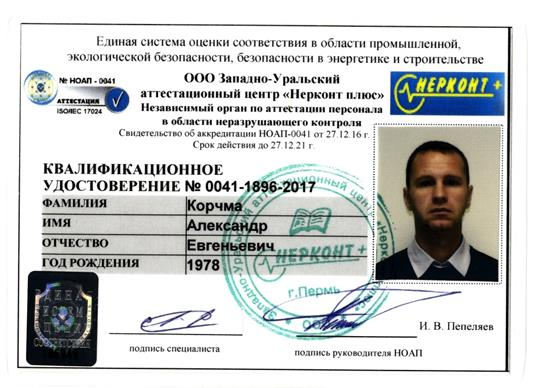 Единая система оценки соответствия в области промышленной,
экологической безопасности, безопасности в энергетике и строительстве
№ НОАП - 0041
АТТЕСТАЦИЯ
ISO/IEC 17024
ООО Западно-Уральский
аттестационный центр «Нерконт плюс»
Независимый орган по аттестации персонала
в области неразрушающего контроля
Свидетельство об аккредитации НОАП-0041 от 27.12.16 г.
Срок действия до 27.12.21 г.
НЕРКОНТ +
КВАЛИФИКАЦИОННОЕ
УДОСТОВЕРЕНИЕ № 0041-1896-2017
ФАМИЛИЯ Корчма
ИМЯ Александр
ОТЧЕСТВО Евгеньевич
ГОД РОЖДЕНИЯ 1978
НЕРКОНТ +
г.Пермь
И. В. Пепеляев
подпись специалиста
подпись руководителя НОАП